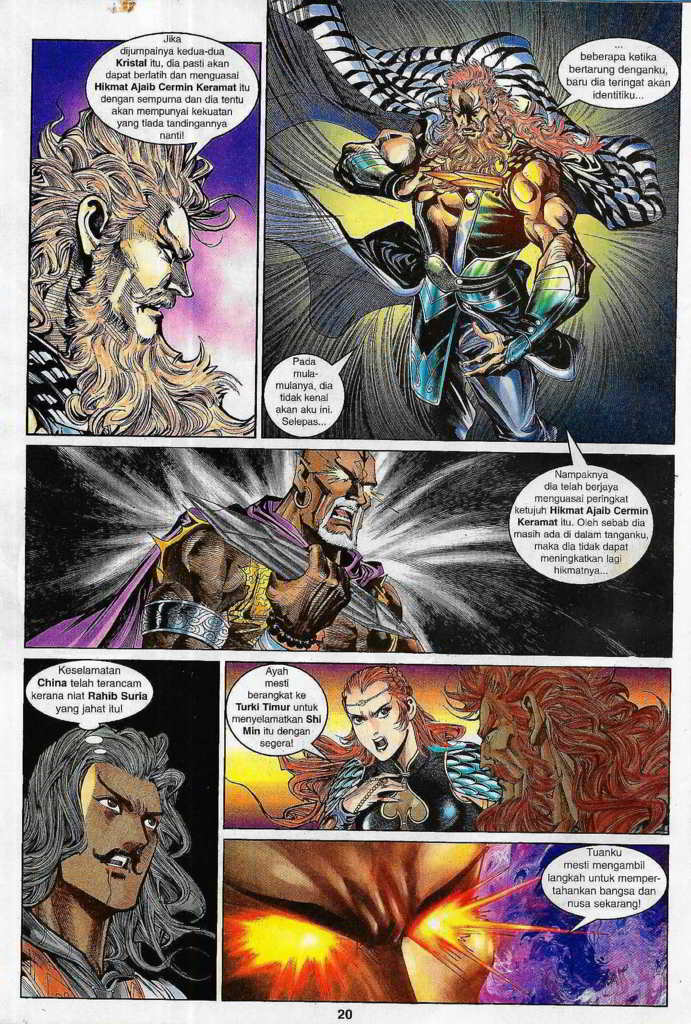 Jika
dijumpainya kedua-dua
Kristal itu, dia pasti akan
dapat berlatih dan menguasai
Hikmat Ajaib Cermin Keramat itu
dengan sempurna dan dia tentu
akan mempunyai kekuatan
yang tiada tandingannya
nanti!
...
beberapa ketika
bertarung denganku,
baru dia teringat akan
identitiku...
Pada
mula-
mulanya, dia
tidak kenal
akan aku ini.
Selepas...
Nampaknya
dia telah berjaya
menguasai peringkat
ketujuh Hikmat Ajaib Cermin
Keramat itu. Oleh sebab dia
masih ada di dalam tanganku,
maka dia tidak dapat
meningkatkan lagi
hikmatnya...
Keselamatan
China telah terancam
kerana niat Rahib Suria
yang jahat itu!
Ayah
mesti
berangkat ke
Turki Timur untuk
menyelamatkan Shi
Min itu dengan
segera!
Tuanku
mesti mengambil
langkah untuk memper-
tahankan bangsa dan
nusa sekarang!
20